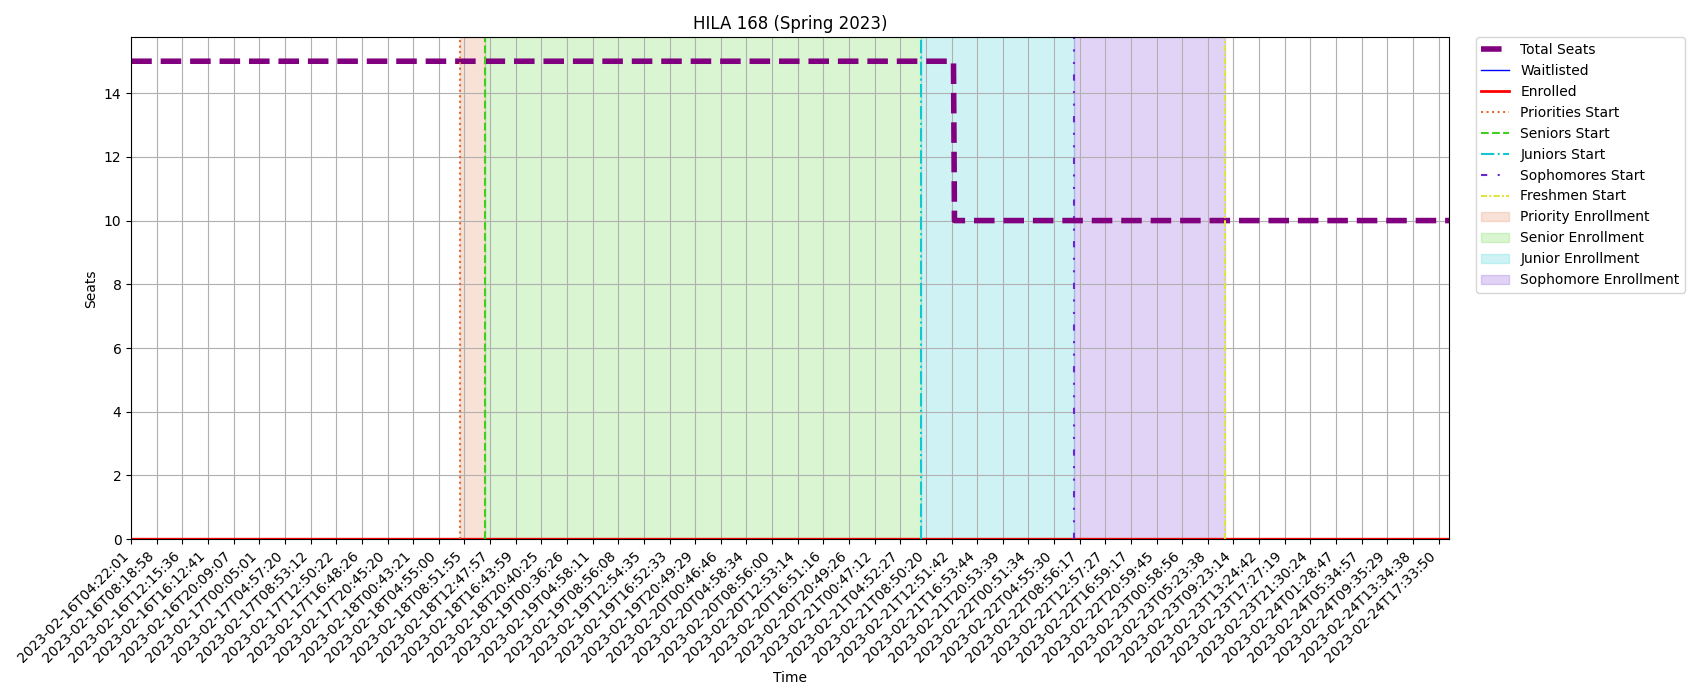 HILA 168 (Spring 2023)
Seats
14
12
10
8
6
4
2
0
2023-02-16T04:22:01
2023-02-16T08:18:58
2023-02-16T12:15:36
2023-02-16T16:12:41
2023-02-16T20:09:07
2023-02-17T00:05:01
2023-02-17T04:57:20
2023-02-17T08:53:12
2023-02-17T12:50:22
2023-02-17T16:48:26
2023-02-17T20:45:20
2023-02-18T00:43:21
2023-02-18T04:55:00
2023-02-18T08:51:55
2023-02-18T12:47:57
2023-02-18T16:43:59
2023-02-18T20:40:25
2023-02-19T00:36:26
2023-02-19T04:58:11
2023-02-19T08:56:08
2023-02-19T12:54:35
2023-02-19T16:52:33
2023-02-19T20:49:29
2023-02-20T00:46:46
2023-02-20T04:58:34
2023-02-20T08:56:00
2023-02-20T12:53:14
2023-02-20T16:51:16
2023-02-20T20:49:26
2023-02-21T00:47:12
2023-02-21T04:52:27
2023-02-21T08:50:20
2023-02-21T12:51:42
2023-02-21T16:53:44
2023-02-21T20:53:39
2023-02-22T00:51:34
2023-02-22T04:55:30
2023-02-22T08:56:17
2023-02-22T12:57:27
2023-02-22T16:59:17
2023-02-22T20:59:45
2023-02-23T00:58:56
2023-02-23T05:23:38
2023-02-23T09:23:14
2023-02-23T13:24:42
2023-02-23T17:27:19
2023-02-23T21:30:24
2023-02-24T01:28:47
2023-02-24T05:34:57
2023-02-24T09:35:29
2023-02-24T13:34:38
2023-02-24T17:33:50
Time
Total Seats
Waitlisted
Enrolled
Priorities Start
Seniors Start
Juniors Start
Sophomores Start
Freshmen Start
Priority Enrollment
Senior Enrollment
Junior Enrollment
Sophomore Enrollment